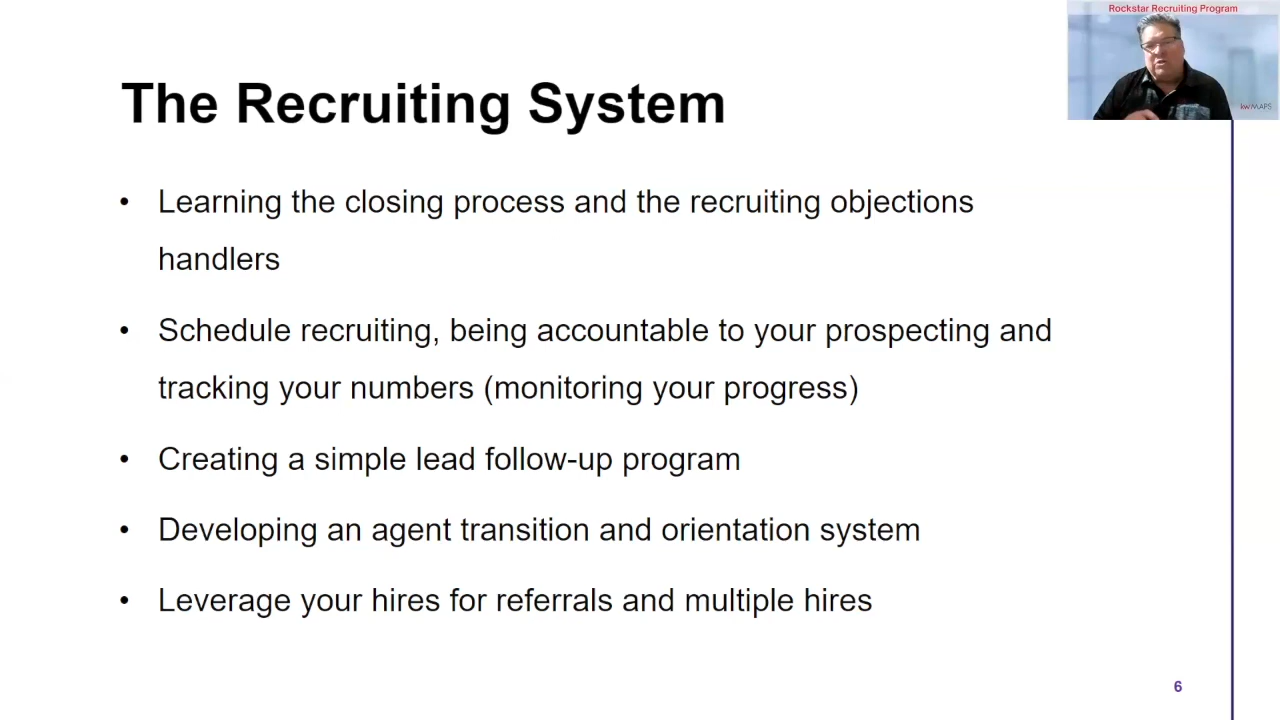 Rockstar Recruiting Program
kw MAPS
The Recruiting System
• Learning the closing process and the recruiting objections
handlers
• Schedule recruiting, being accountable to your prospecting and
tracking your numbers (monitoring your progress)
• Creating a simple lead follow-up program
• Developing an agent transition and orientation system
• Leverage your hires for referrals and multiple hires
6